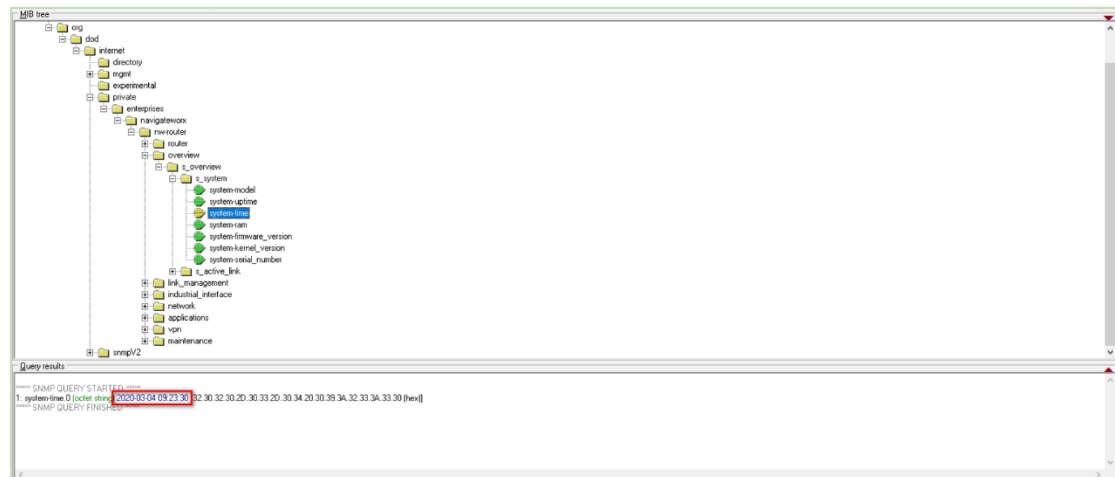 MIB tree
org
dod
internet
directory
mgmt
experimental
private
enterprises
navigateworx
nw-router
router
overview
s_overview
s_system
system-model
system-uptime
system-time
system-ram
system-firmware_version
system-kernel_version
system-serial_number
s_active_link
link_management
industrial_interface
network
applications
vpn
maintenance
snmpV2
Query results
***** SNMP QUERY STARTED *****
1: system-time.0 (octet string) 2020-03-04 09:23:30 [32.30.32.30.2D.30.33.2D.30.34.20.30.39.3A.32.33.3A.33.30 (hex)]
***** SNMP QUERY FINISHED *****